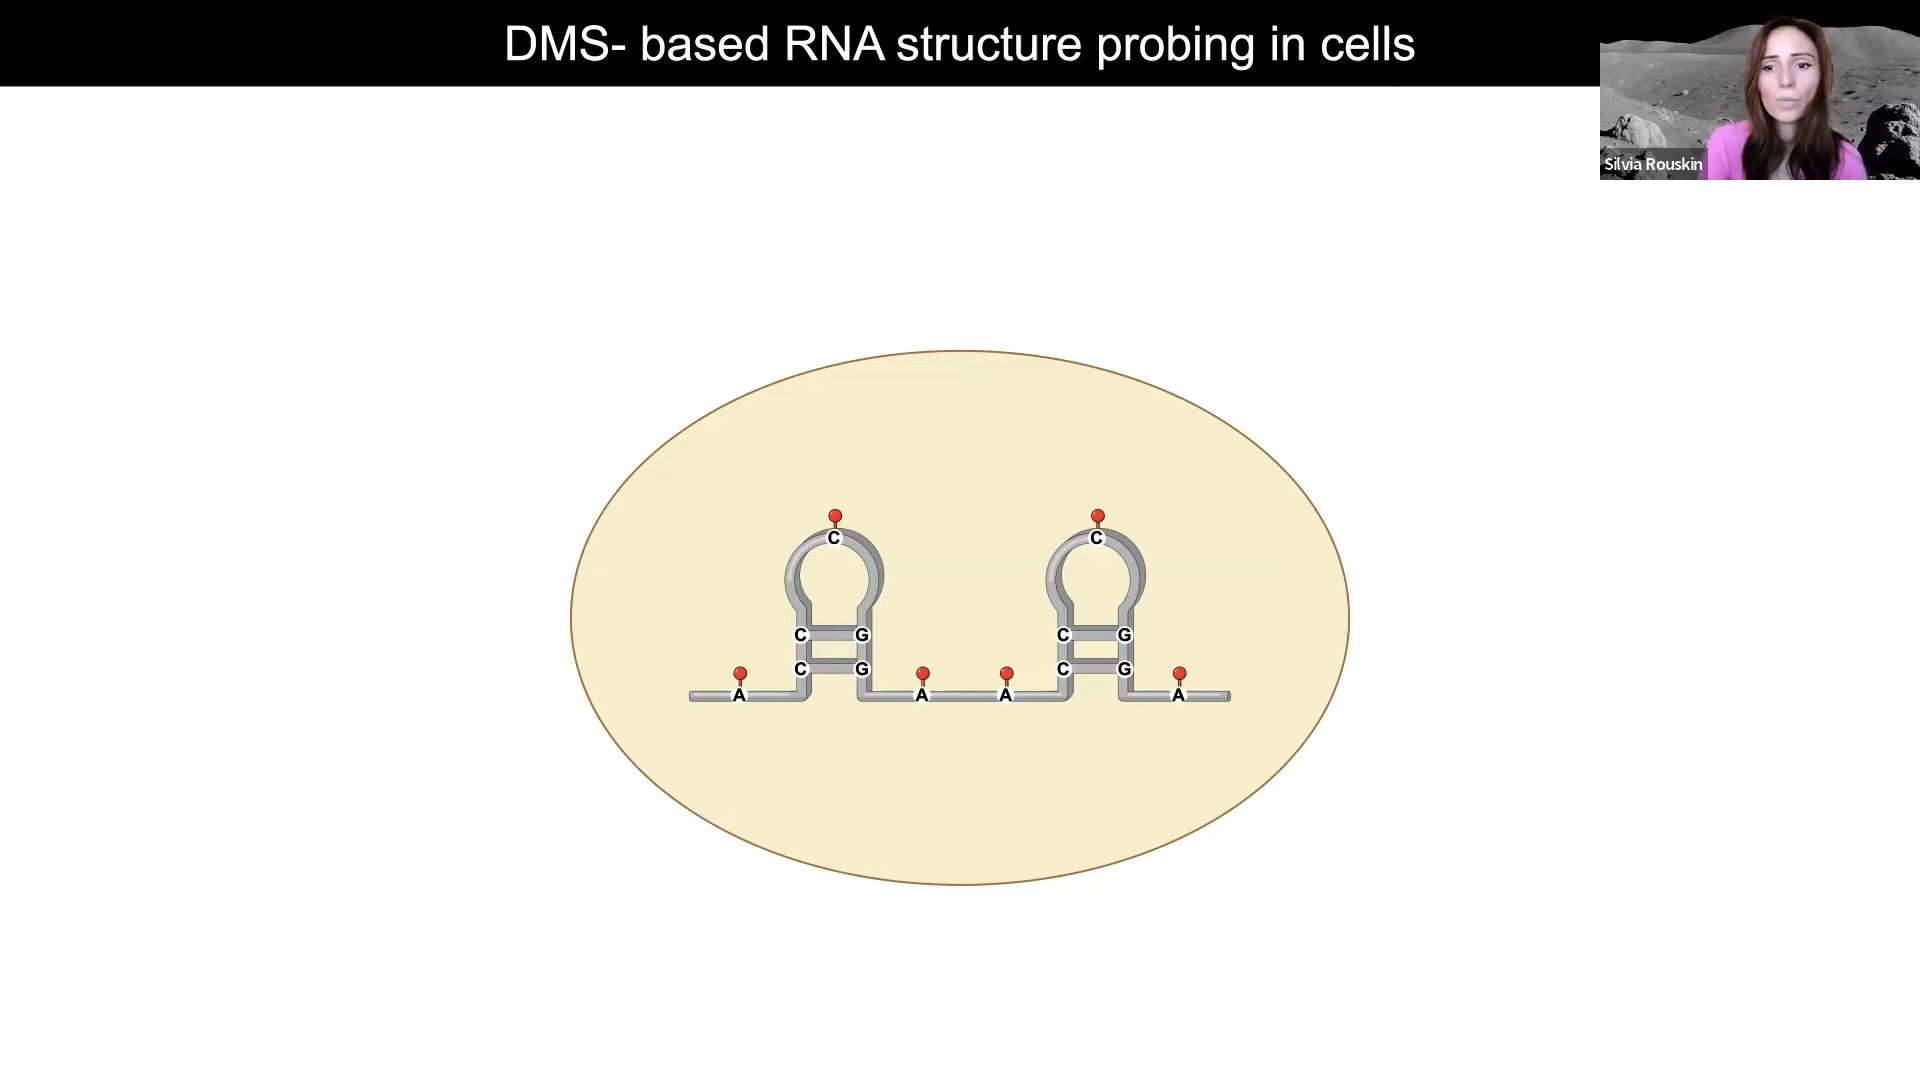 DMS- based RNA structure probing in cells
Silvia Rouskin
C C
C G C G
C G C G
A A A A